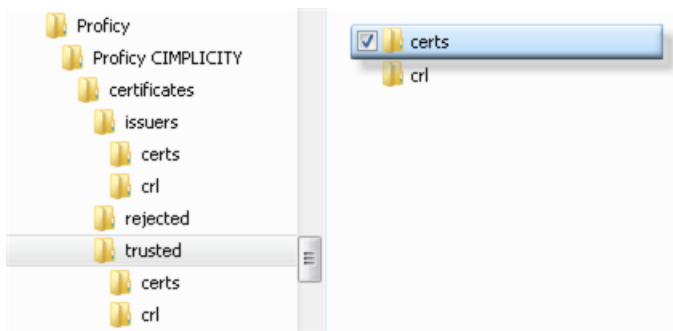 Proficy
Proficy CIMPLICITY
certificates
issuers
certs
crl
rejected
trusted
certs
crl
certs
crl